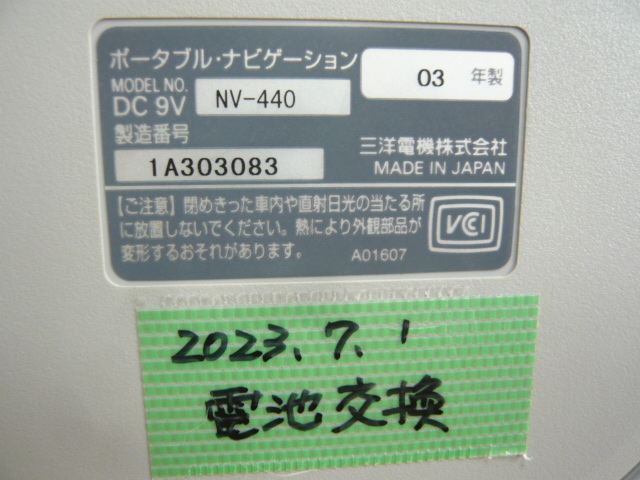 ポータブル・ナビゲーション
03 年製
MODEL NO.
DC 9V NV-440
製造番号
1A303083
三洋電機株式会社
MADE IN JAPAN
【ご注意】閉めきった車内や直射日光の当たる所
に放置しないでください。熱により外観部品が
変形するおそれがあります。
A01607
VCI
2023.7.1
電池交換